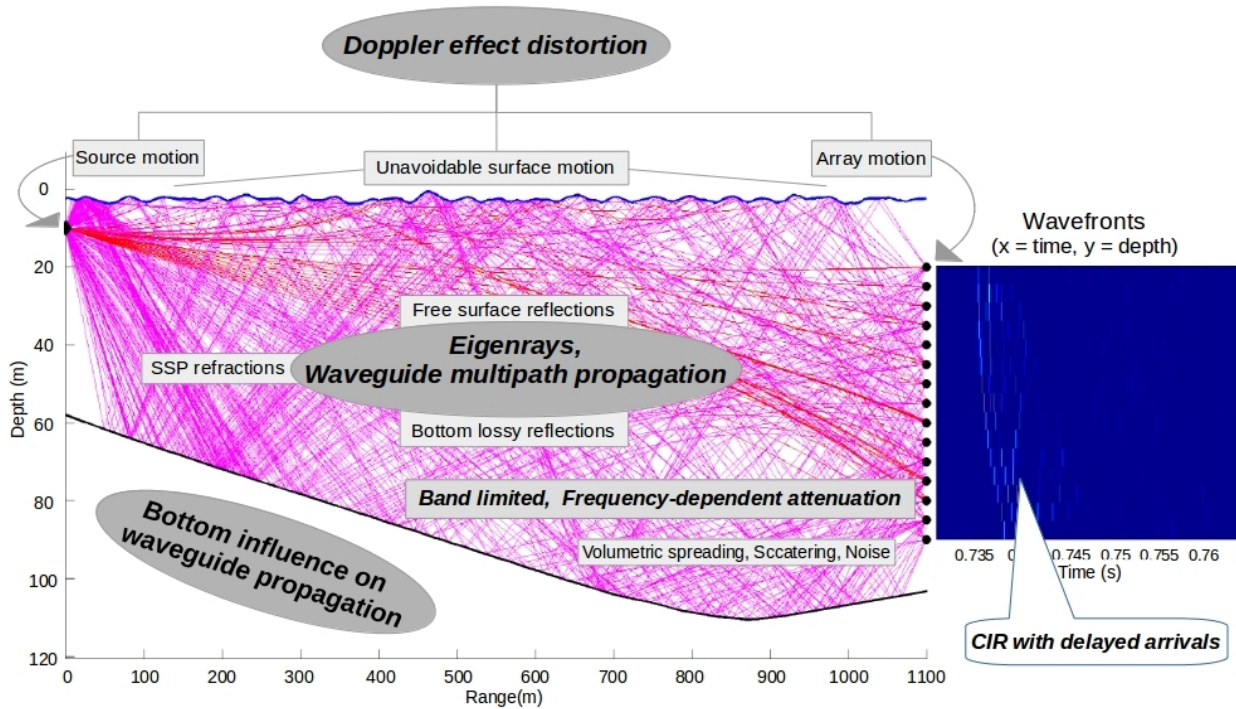 Doppler effect distortion
Source motion
Unavoidable surface motion
Array motion
Wavefronts
(x = time, y = depth)
Free surface reflections
Eigenrays,
Waveguide multipath propagation
SSP refractions
Bottom lossy reflections
Band limited, Frequency-dependent attenuation
Volumetric spreading, Sccatering, Noise
Bottom influence on
waveguide propagation
Depth (m)
0
20
40
60
80
100
120
0 100 200 300 400 500 600 700 800 900 1000 1100
Range(m)
0.735 0.745 0.75 0.755 0.76
Time (s)
CIR with delayed arrivals